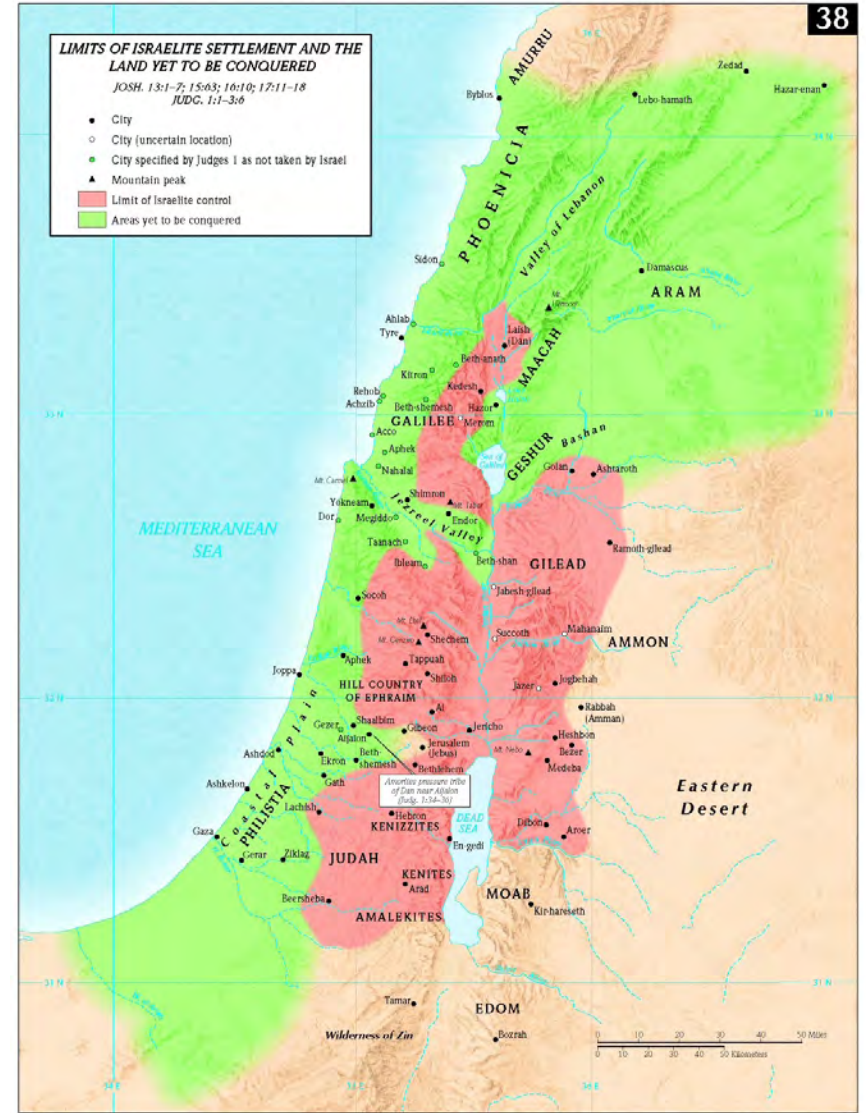 38
LIMITS OF ISRAELITE SETTLEMENT AND THE
LAND YET TO BE CONQUERED
JOSH. 13:1–7; 15:63; 16:10; 17:11–18
JUDG. 1:1–3:6
City
City (uncertain location)
City specified by Judges 1 as not taken by Israel
Mountain peak
Limit of Israelite control
Areas yet to be conquered
36 E
AMURRU
Zedad
Hazar-enan
Byblos
Lebo-hamath
34 N
PHOENICIA
Valley of Lebanon
Sidon
Damascus
ARAM
Mt.
Ahlab
Tyre
Laish
(Dan)
MAACAH
Beth-anath
Kitron
Kedesh
Rehob
Achzib
Beth-shemesh
Hazor
GALILEE
Merom
33 N
Acco
Aphek
Sea of
Galilee
GESHUR
Bashan
Nahalal
Golan
Ashtaroth
Mt. Carmel
Shimron
Mt. Tabor
Yokneam
Dor
Megiddo
Endor
Jezreel Valley
MEDITERRANEAN
SEA
Taanach
Ibleam
Beth-shan
GILEAD
Ramoth-gilead
Jabesh-gilead
Socoh
Mt. Ebal
Mt. Gerizim
Shechem
Succoth
Mahanaim
AMMON
Aphek
Tappuah
Joppa
Shiloh
HILL COUNTRY
OF EPHRAIM
Jazer
Jogbehah
32 N
Ai
Rabbah
(Amman)
Gezer
Shaalbim
Gibeon
Jericho
Aijalon
Heshbon
Jerusalem
(Jebus)
Mt. Nebo
Bezer
Ashdod
Ekron
Beth-
shemesh
Bethlehem
Medeba
Gath
Amorites pressure tribe
of Dan near Aijalon
(Judg. 1:34–36)
Ashkelon
Coastal Plain
PHILISTIA
Lachish
Hebron
KENIZZITES
DEAD
SEA
Dibon
Aroer
Eastern
Desert
Gaza
En-gedi
Gerar
Ziklag
JUDAH
KENITES
Arad
MOAB
Beersheba
AMALEKITES
Kir-hareseth
31 N
Tamar
EDOM
Wilderness of Zin
Bozrah
0 10 20 30 40 50 Miles
0 10 20 30 40 50 Kilometers